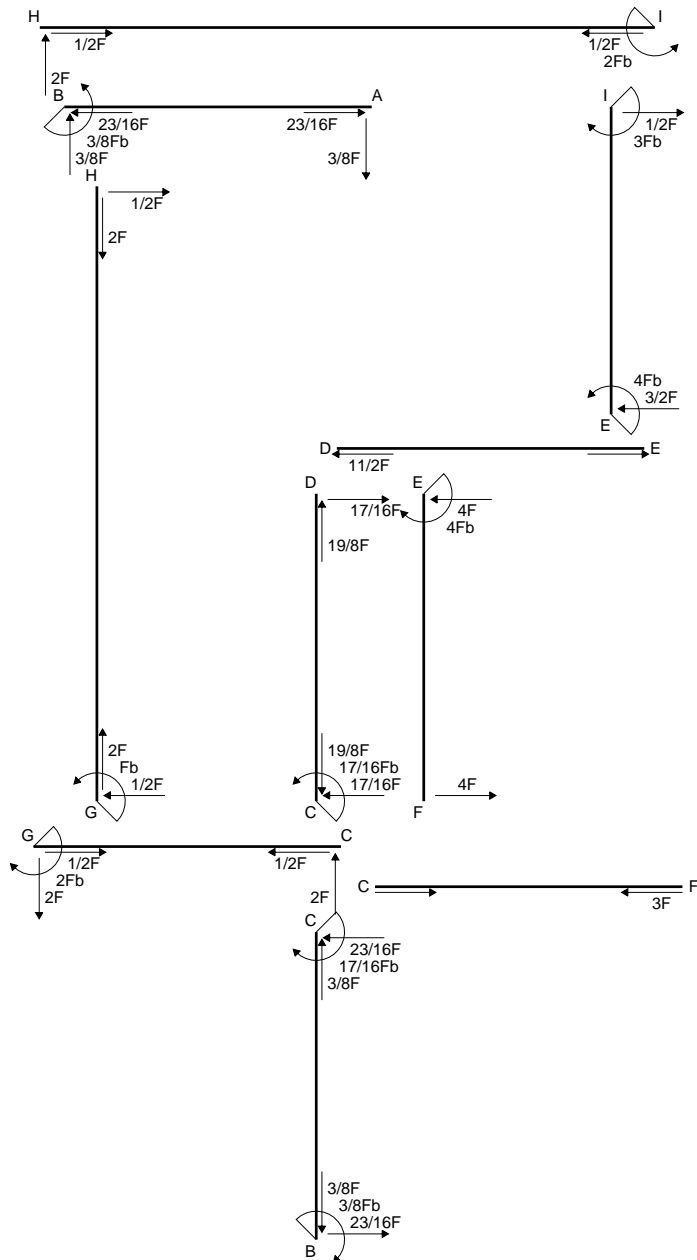 H
I
1/2F
1/2F
2Fb
2F
B
A
I
23/16F
23/16F
1/2F
3/8Fb
3Fb
3/8F
3/8F
H
1/2F
2F
4Fb
3/2F
E
D
E
11/2F
D
E
17/16F
4F
4Fb
19/8F
2F
19/8F
Fb
17/16Fb
1/2F
17/16F
4F
G
C
F
G
C
1/2F
1/2F
2Fb
2F
2F
C
F
3F
C
23/16F
17/16Fb
3/8F
3/8F
3/8Fb
23/16F
B